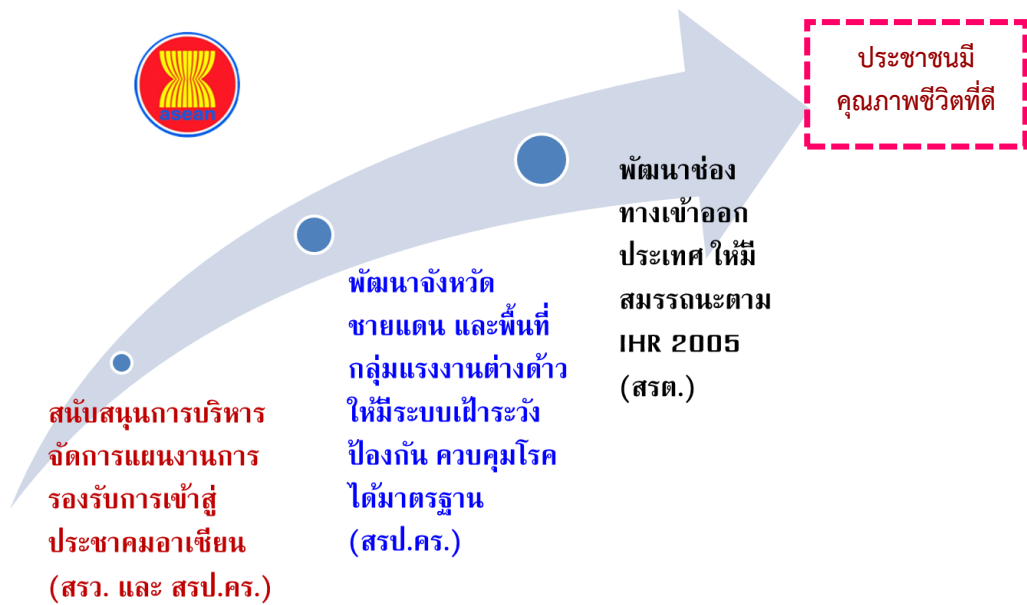 asean
ประชาชนมี
คุณภาพชีวิตที่ดี
พัฒนาช่อง
ทางเข้าออก
ประเทศ ให้มี
สมรรถนะตาม
IHR 2005
(สรต.)
พัฒนาจังหวัด
ชายแดน และพื้นที่
กลุ่มแรงงานต่างด้าว
ให้มีระบบเฝ้าระวัง
ป้องกัน ควบคุมโรค
ได้มาตรฐาน
(สรป.คร.)
สนับสนุนการบริหาร
จัดการแผนงานการ
รองรับการเข้าสู่
ประชาคมอาเซียน
(สรว. และ สรป.คร.)